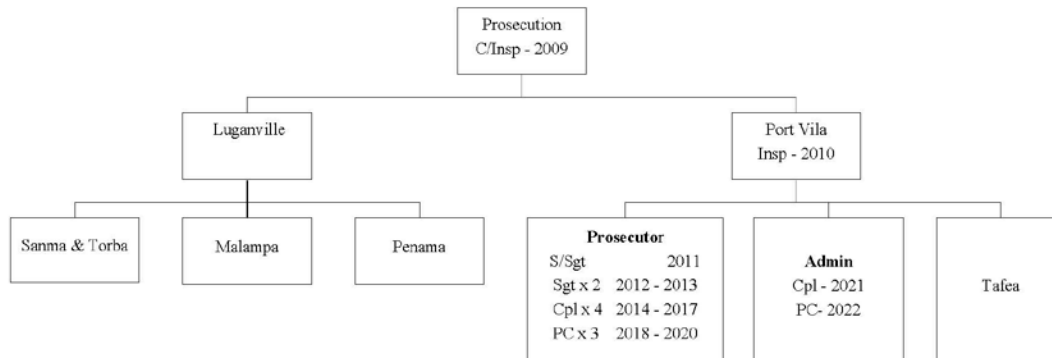 Prosecution
C/Insp - 2009
Luganville
Port Vila
Insp - 2010
Sanma & Torba
Malampa
Penama
Prosecutor
S/Sgt 2011
Sgt x 2 2012 - 2013
Cpl x 4 2014 - 2017
PC x 3 2018 - 2020
Admin
Cpl - 2021
PC- 2022
Tafea